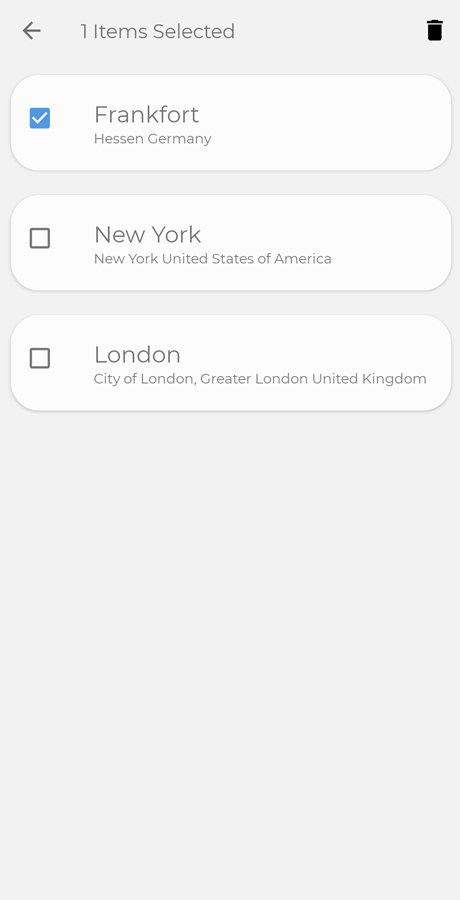 1 Items Selected
Frankfort
Hessen Germany
New York
New York United States of America
London
City of London, Greater London United Kingdom